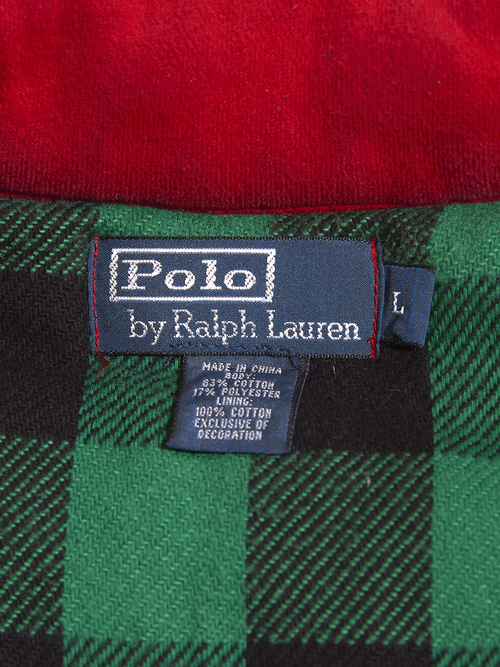 Polo
by Ralph Lauren
L
MADE IN CHINA
BODY:
83% COTTON
17% POLYESTER
LINING:
100% COTTON
EXCLUSIVE OF
DECORATION